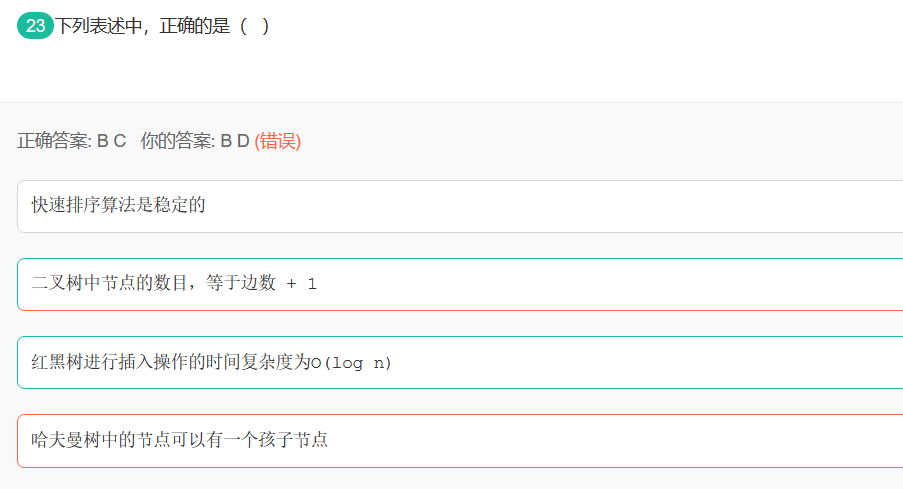 23下列表述中，正确的是（ ）
正确答案: B C 你的答案: B D (错误)
快速排序算法是稳定的
二叉树中节点的数目，等于边数 + 1
红黑树进行插入操作的时间复杂度为O(log n)
哈夫曼树中的节点可以有一个孩子节点